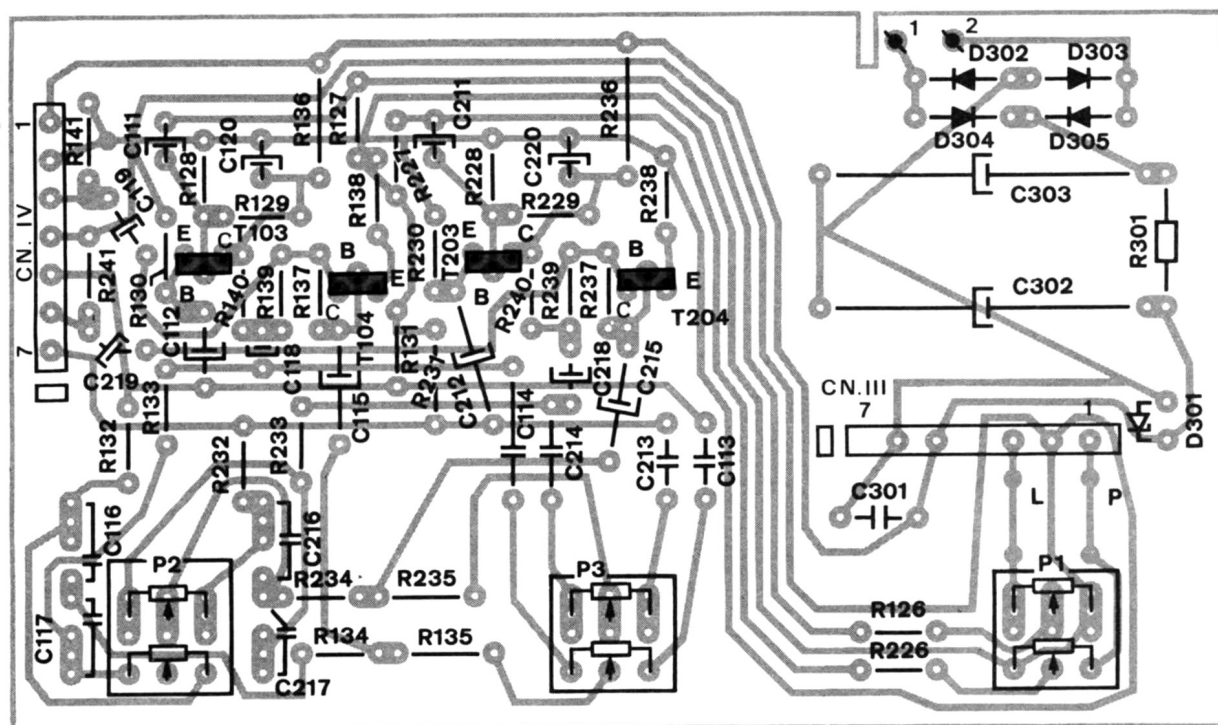 1
2
D302
D303
D304
D305
C303
R301
C302
1
CN. IV
7
R141
C111
R128
C120
R136
R127
C119
R129
E
C
T103
B
R241
R130
C112
R140
R139
R137
C118
C219
R138
R221
C211
R228
C220
R236
R238
R230
T203
E
C
R229
B
E
C
T104
B
R131
R240
R239
R237
B
E
C
T204
R231
C212
C218
C215
C114
C115
C214
C213
C113
R133
R132
R232
R233
CN.III
7
1
D301
C301
L
P
C116
C117
P2
C216
C217
R234
R235
R134
R135
P3
P1
R126
R226